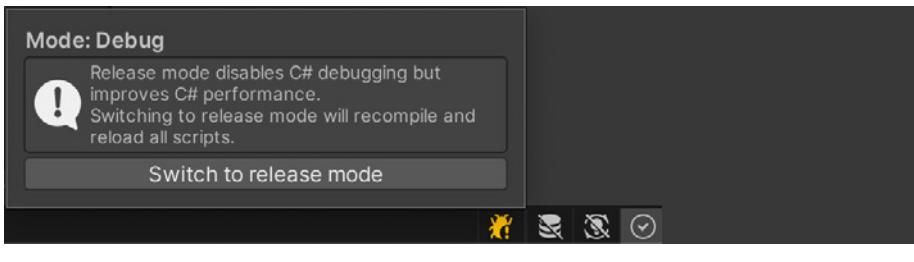 Mode: Debug
Release mode disables C# debugging but
improves C# performance.
Switching to release mode will recompile and
reload all scripts.
Switch to release mode